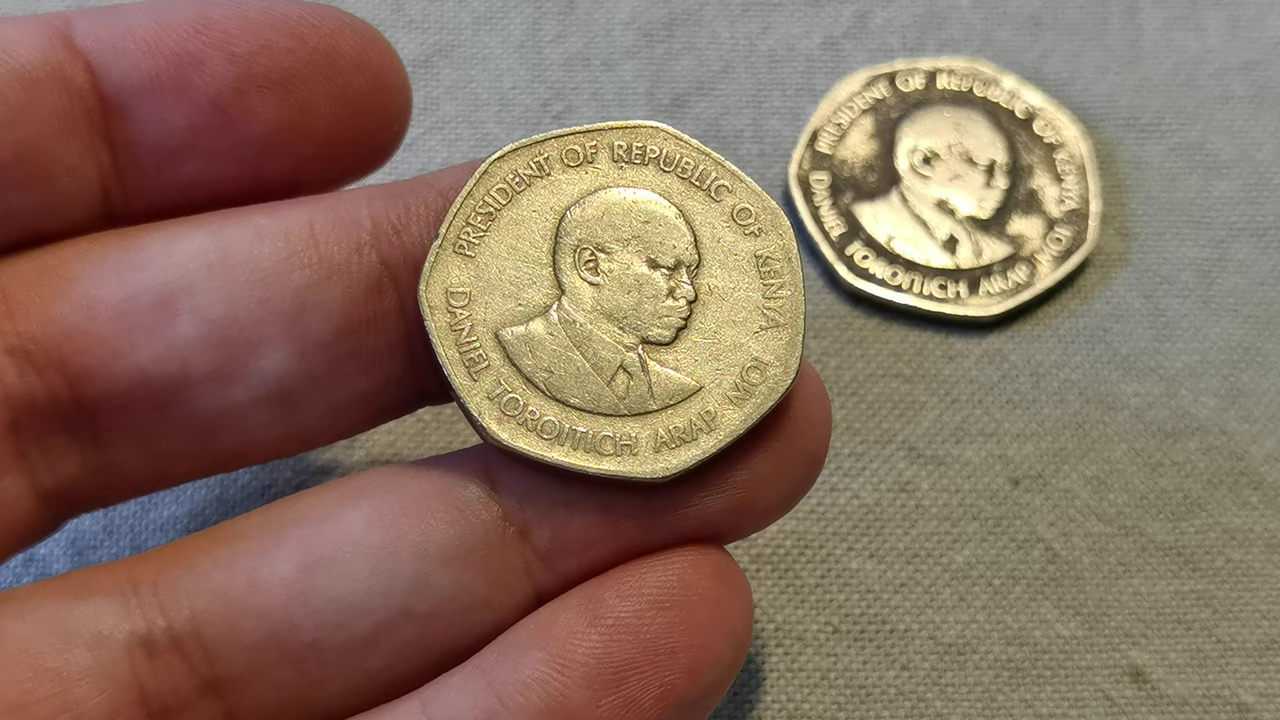 PRESIDENT OF REPUBLIC OF KENYA
DANIEL TOROITICH ARAP MOI
PRESIDENT OF REPUBLIC OF KENYA
DANIEL TOROITICH ARAP MOI